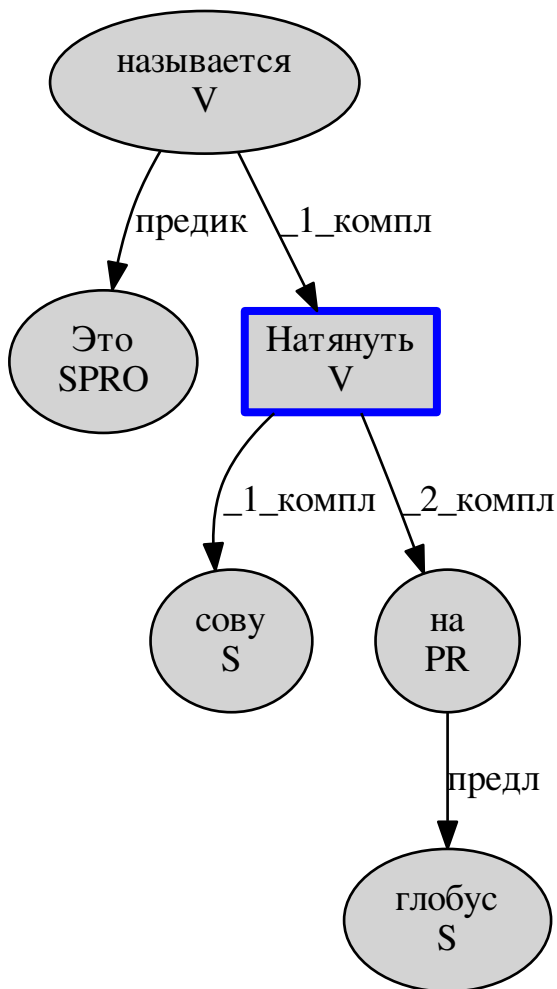 называется
V
предик
_1_компл
Это
SPRO
Натянуть
V
_1_компл
_2_компл
сову
S
на
PR
предл
глобус
S